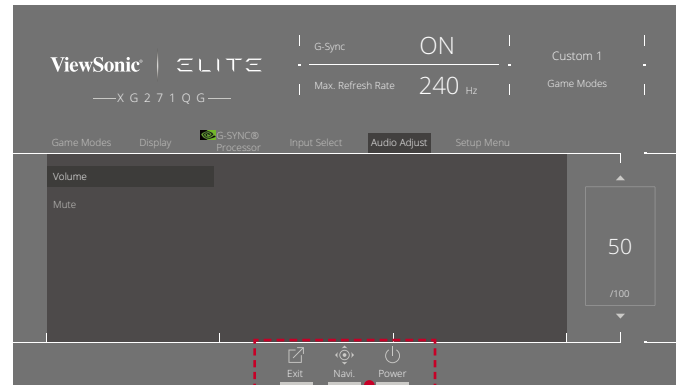 ViewSonic® ELITE
XG271QG
G-Sync ON
Max. Refresh Rate 240 Hz
Custom 1
Game Modes
Game Modes Display G-SYNC® Processor Input Select Audio Adjust Setup Menu
Volume
Mute
50
/100
Exit Navi. Power